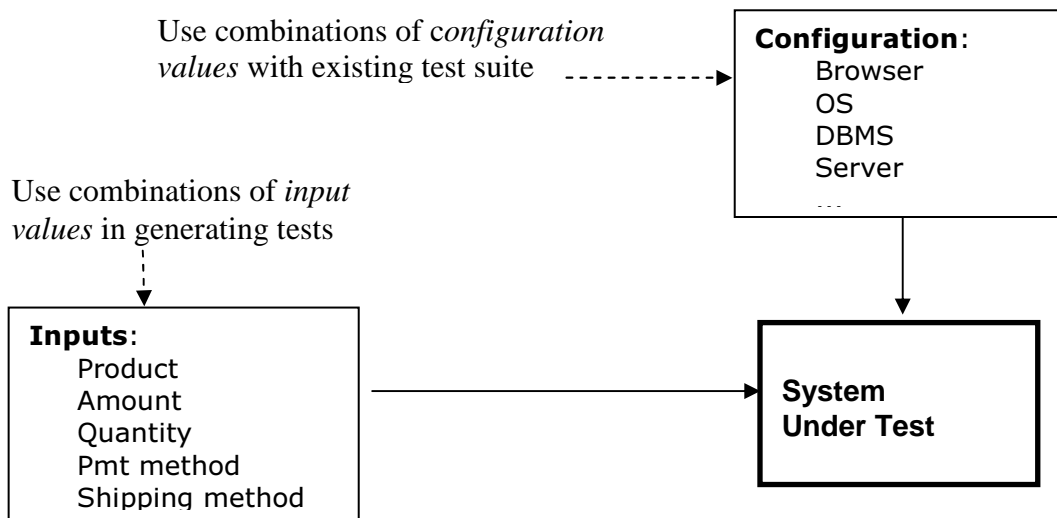 Use combinations of configuration
values with existing test suite
Configuration:
Browser
OS
DBMS
Server
...
Use combinations of input
values in generating tests
Inputs:
Product
Amount
Quantity
Pmt method
Shipping method
System
Under Test